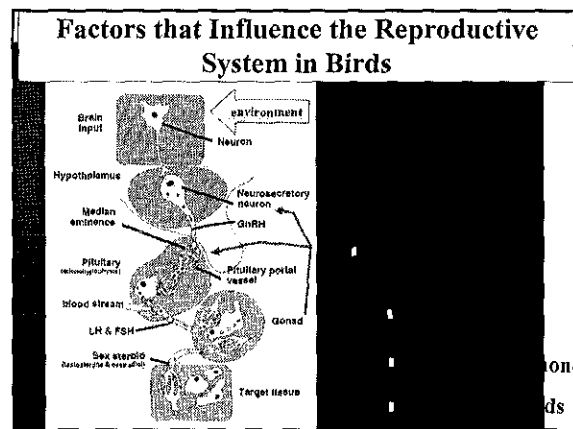 Factors that Influence the Reproductive
System in Birds
environment
Brain
input
Neuron
Hypothalamus
Neurosecretory
neuron
Median
eminence
GnRH
Pituitary
Pituitary portal
vessel
blood stream
Gonad
LH & FSH
Sex steroid
Target tissue